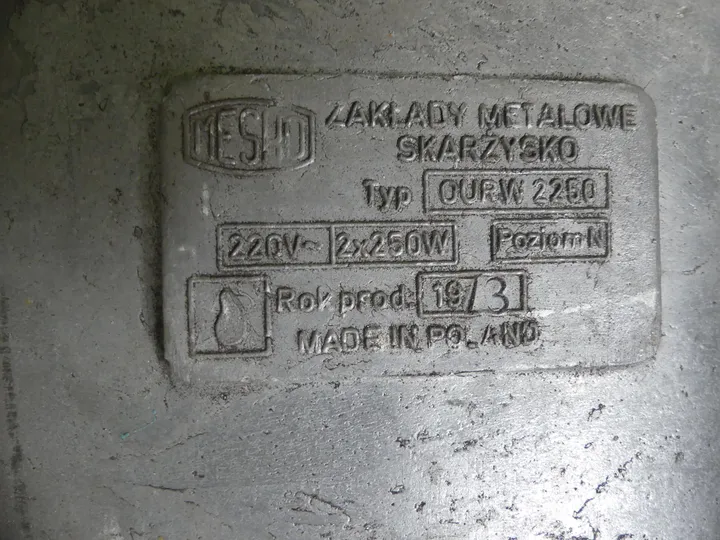 MESKO
ZAKŁADY METALOWE
SKARŻYSKO
Typ OURW 2250
220V~ 2x250W Poziom N
Rok prod: 1973
MADE IN POLAND